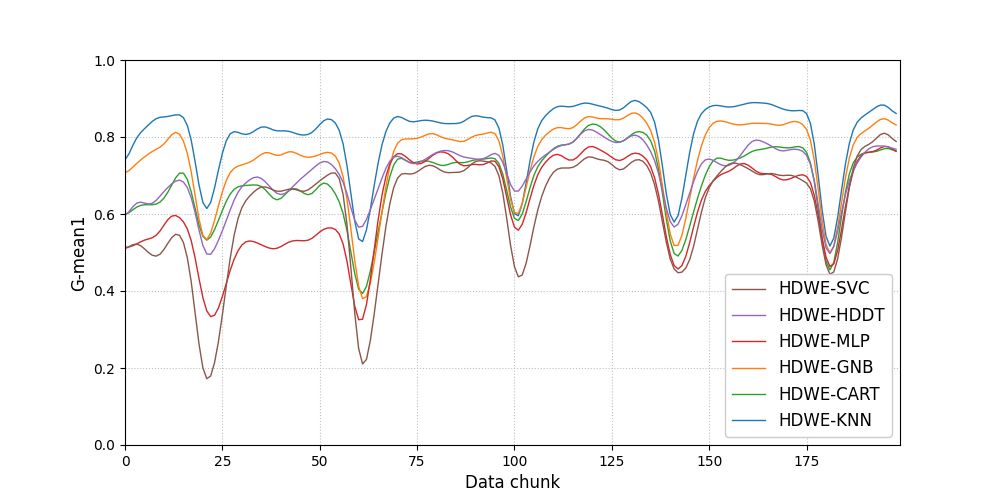 1.0
0.8
0.6
0.4
0.2
0.0
G-mean1
0 25 50 75 100 125 150 175
Data chunk
HDWE-SVC
HDWE-HDDT
HDWE-MLP
HDWE-GNB
HDWE-CART
HDWE-KNN